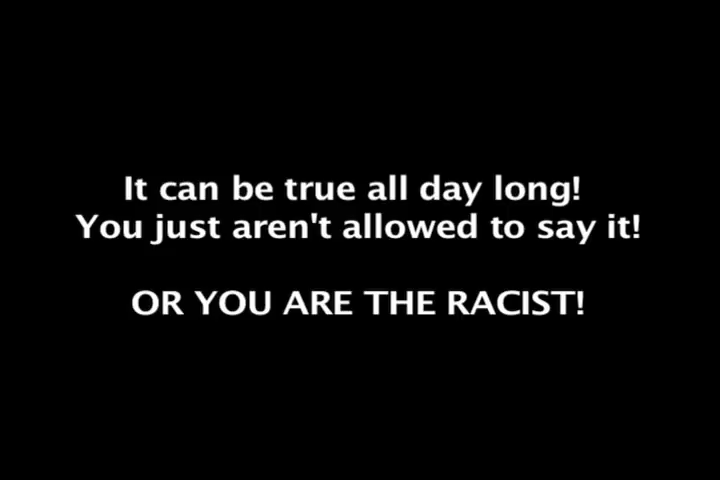 It can be true all day long!
You just aren't allowed to say it!
OR YOU ARE THE RACIST!